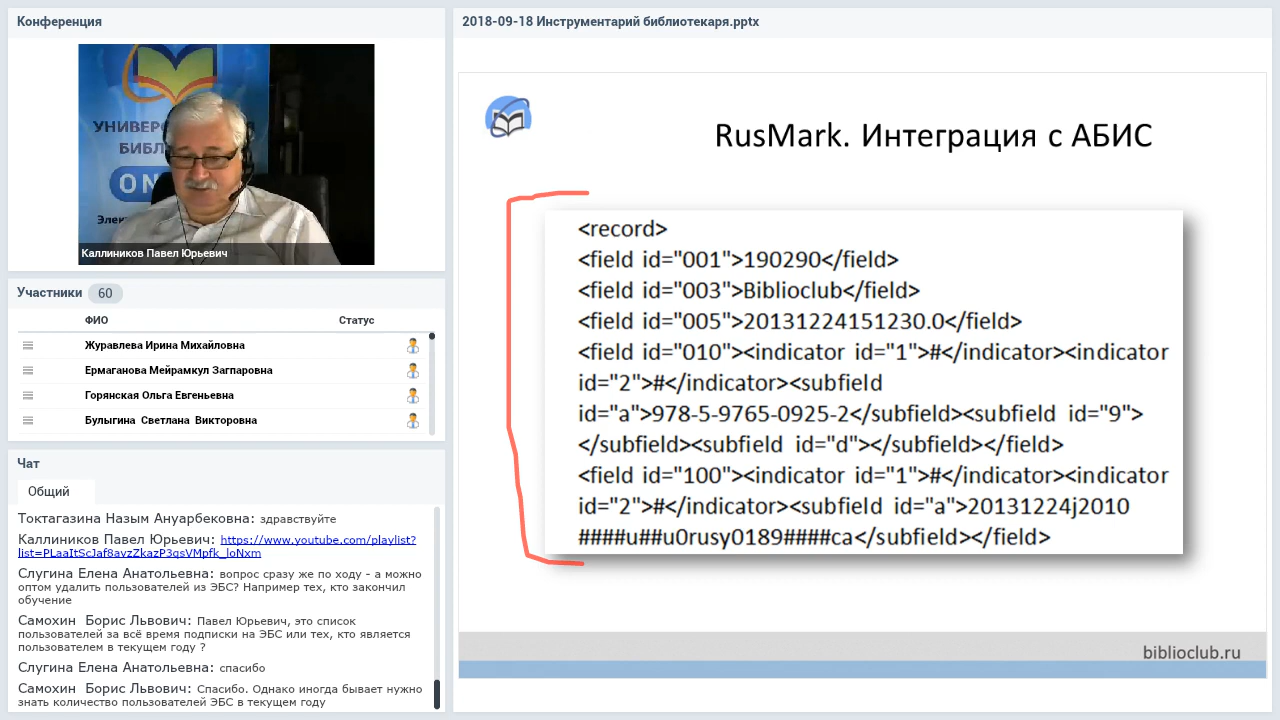 Конференция
УНИВЕРС
БИБЛ
ON
Элек
Каллиников Павел Юрьевич
Участники 60
ФИО Статус
Журавлева Ирина Михайловна
Ермаганова Мейрамкул Загпаровна
Горянская Ольга Евгеньевна
Булыгина Светлана Викторовна
Чат
Общий
Токтагазина Назым Ануарбековна: здравствуйте
Каллиников Павел Юрьевич: https://www.youtube.com/playlist?
list=PLaaItScJaf8avzZkazP3qsVMpfk_loNxm
Слугина Елена Анатольевна: вопрос сразу же по ходу - а можно
оптом удалить пользователей из ЭБС? Например тех, кто закончил
обучение
Самохин Борис Львович: Павел Юрьевич, это список
пользователей за всё время подписки на ЭБС или тех, кто является
пользователем в текущем году ?
Слугина Елена Анатольевна: спасибо
Самохин Борис Львович: Спасибо. Однако иногда бывает нужно
знать количество пользователей ЭБС в текущем году
2018-09-18 Инструментарий библиотекаря.pptx
RusMark. Интеграция с АБИС
<record>
<field id="001">190290</field>
<field id="003">Biblioclub</field>
<field id="005">20131224151230.0</field>
<field id="010"><indicator id="1">#</indicator><indicator
id="2">#</indicator><subfield
id="a">978-5-9765-0925-2</subfield><subfield id="9">
</subfield><subfield id="d"></subfield></field>
<field id="100"><indicator id="1">#</indicator><indicator
id="2">#</indicator><subfield id="a">20131224j2010
####u##u0rusy0189####ca</subfield></field>
biblioclub.ru